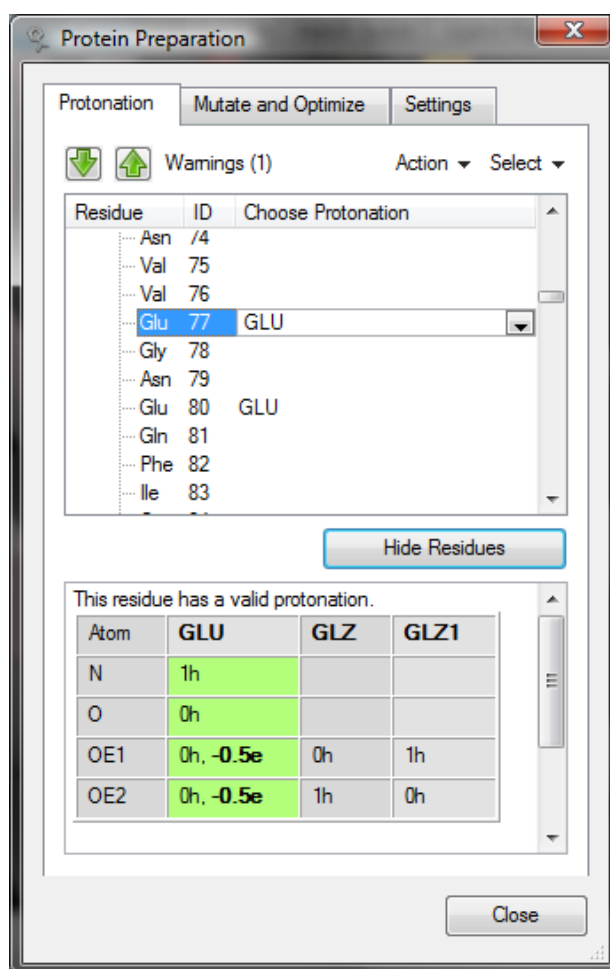 Protein Preparation
Protonation Mutate and Optimize Settings
Warnings (1) Action Select
Residue ID Choose Protonation
Asn 74
Val 75
Val 76
Glu 77 GLU
Gly 78
Asn 79
Glu 80 GLU
Gln 81
Phe 82
Ile 83
Hide Residues
This residue has a valid protonation.
Atom GLU GLZ GLZ1
N 1h
O 0h
OE1 0h, -0.5e 0h 1h
OE2 0h, -0.5e 1h 0h
Close